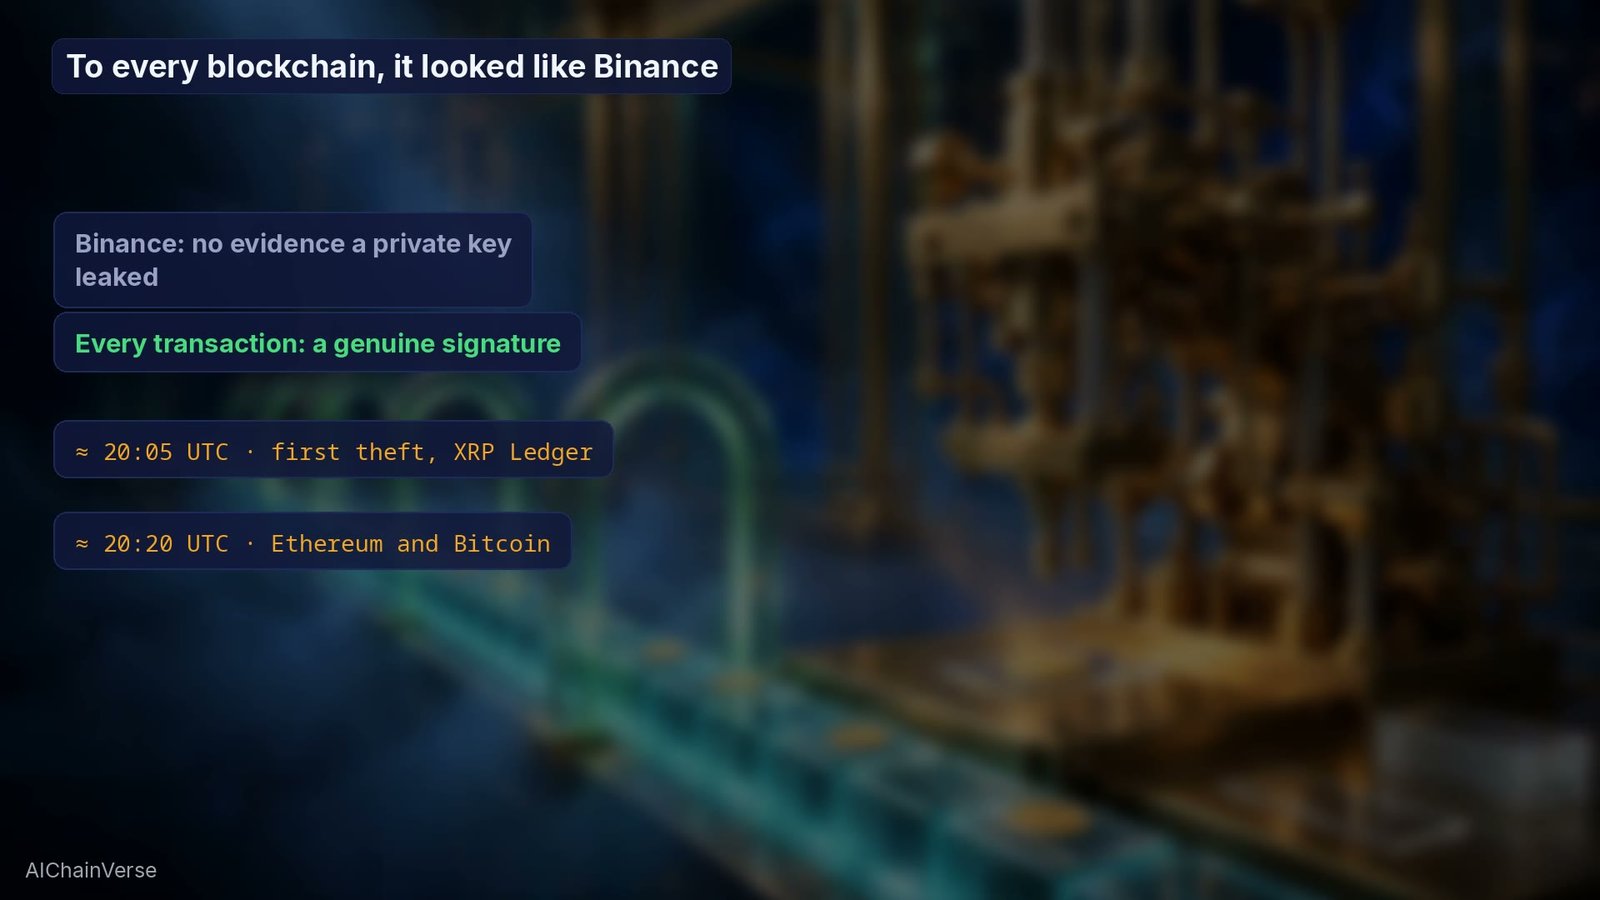 To every blockchain, it looked like Binance
Binance: no evidence a private key
leaked
Every transaction: a genuine signature
≈ 20:05 UTC · first theft, XRP Ledger
≈ 20:20 UTC · Ethereum and Bitcoin
AIChainVerse